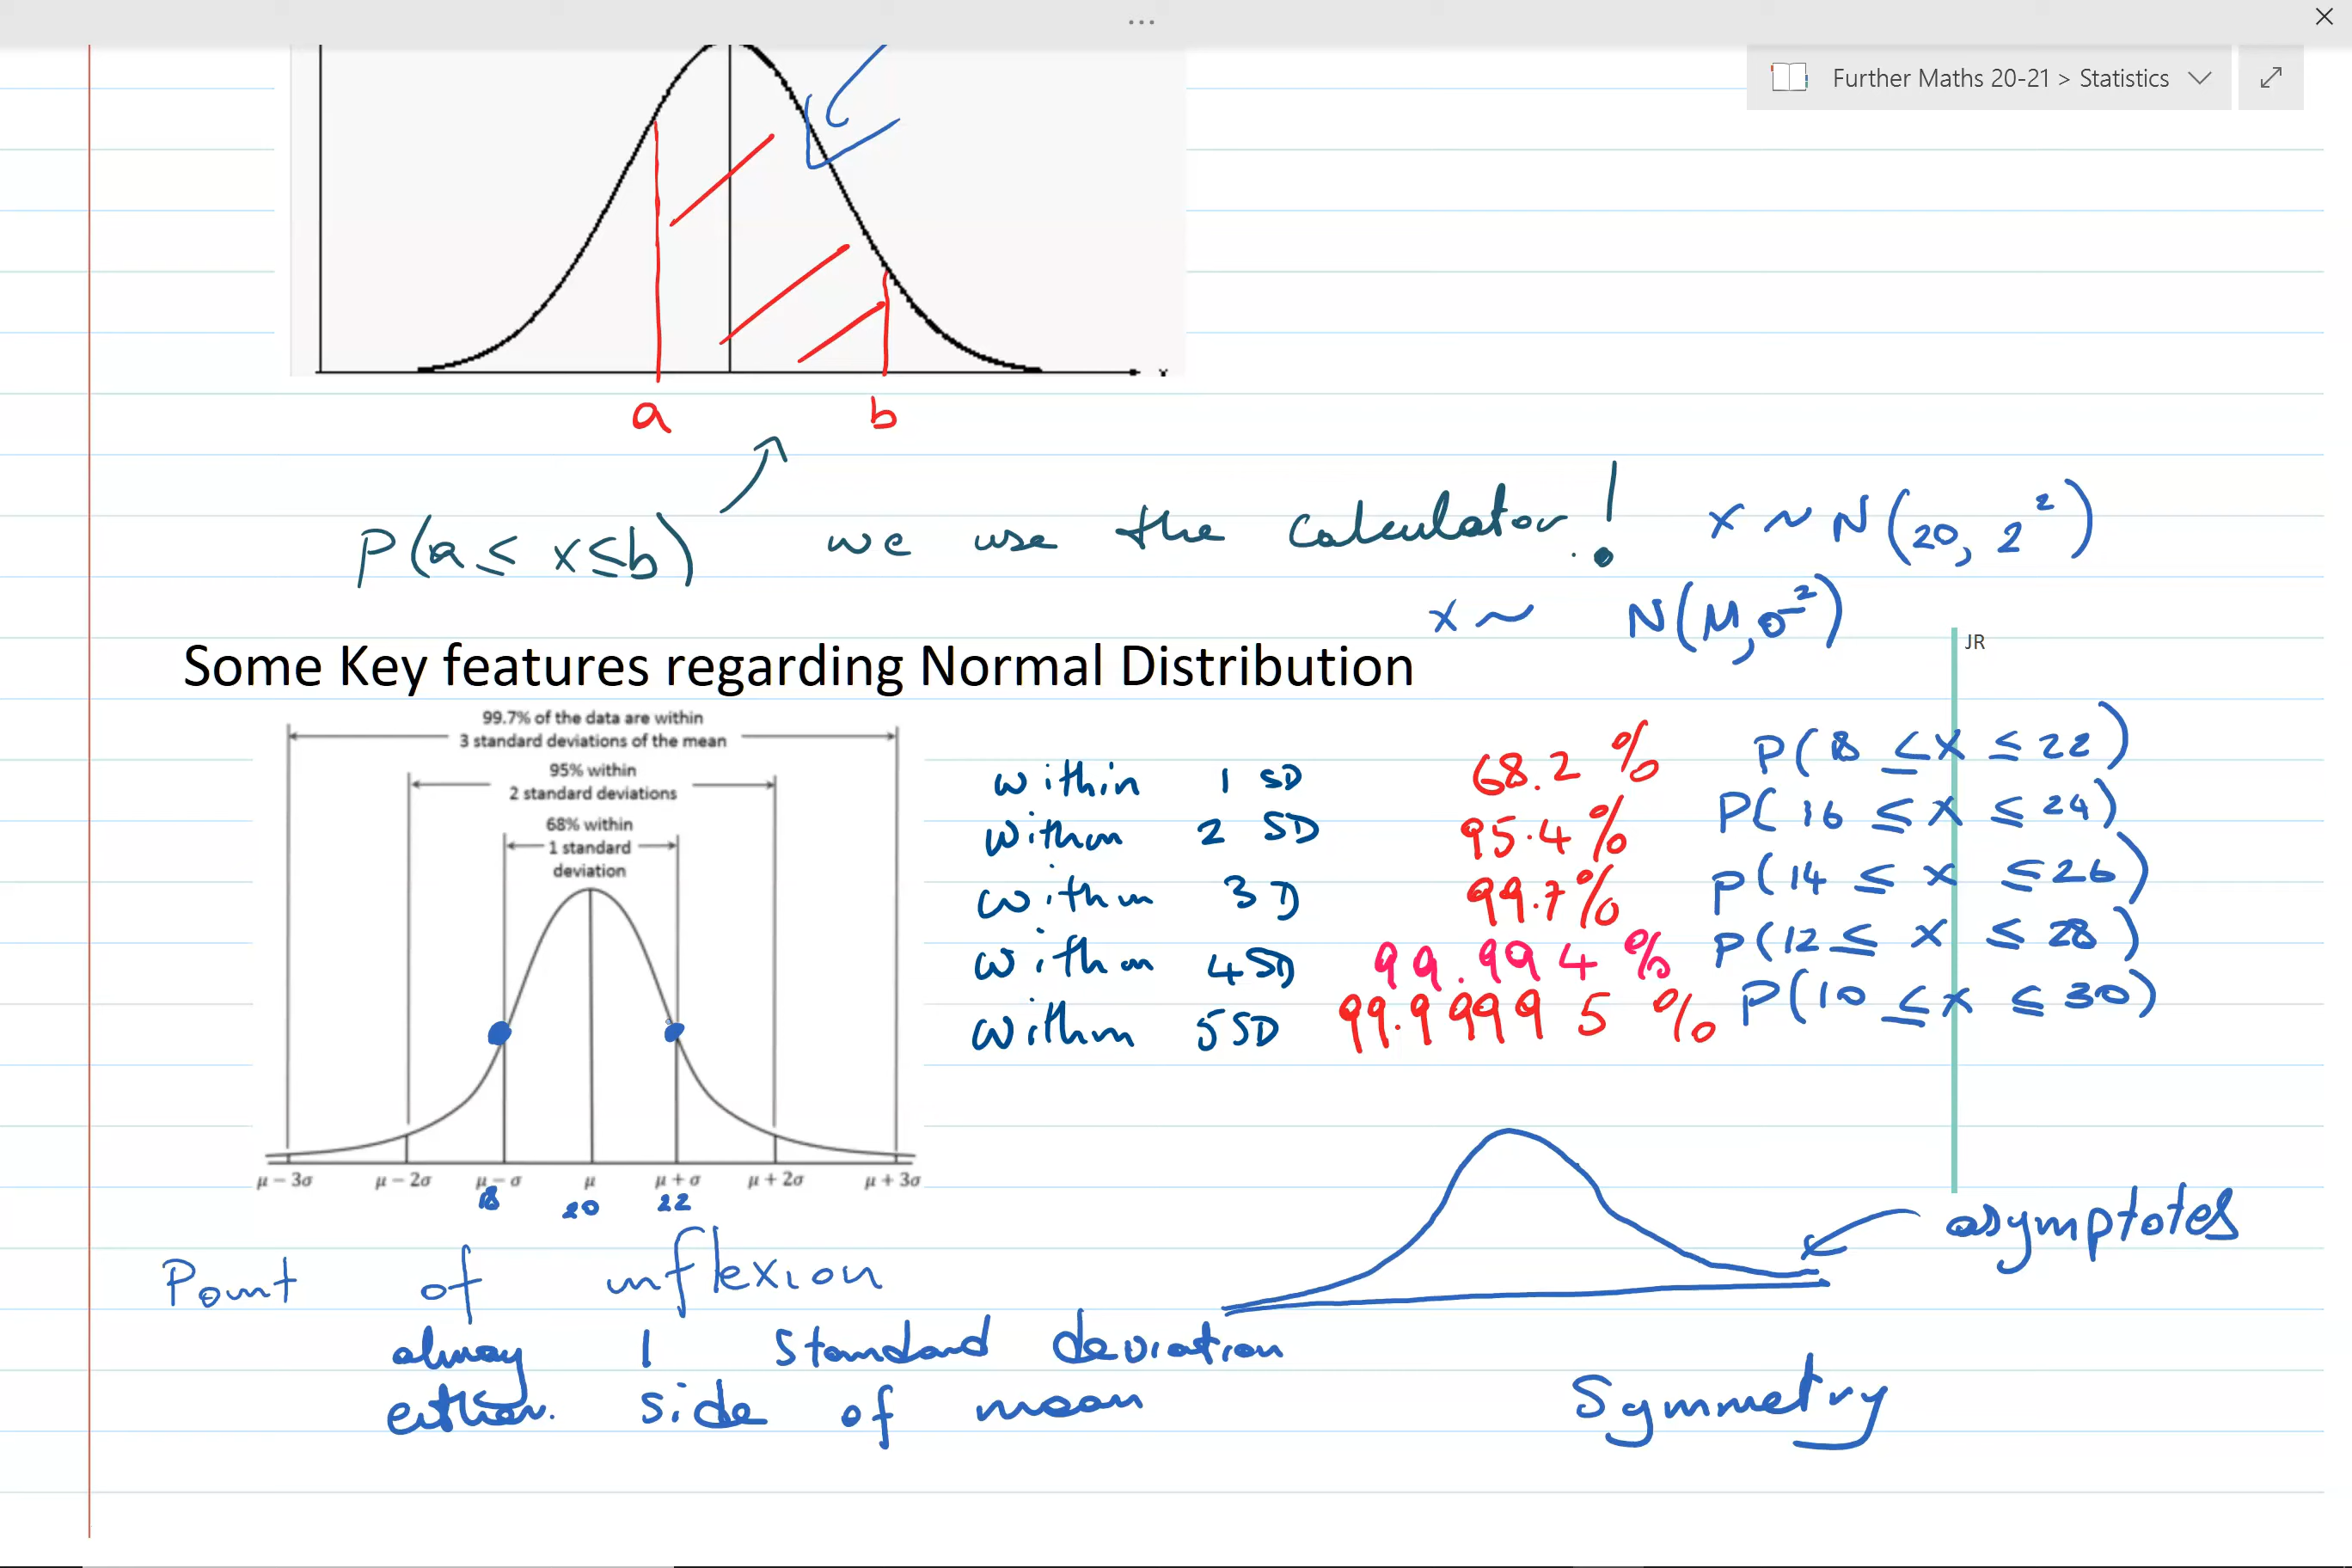 ...
Further Maths 20-21 > Statistics
a
b
P(a ≤ x ≤ b) we use the calculator!
x ~ N(20, 2²)
x ~ N(μ, σ²)
JR
Some Key features regarding Normal Distribution
99.7% of the data are within
3 standard deviations of the mean
95% within
2 standard deviations
68% within
1 standard
deviation
within 1 SD 68.2 % P(18 ≤ x ≤ 22)
within 2 SD 95.4 % P(16 ≤ x ≤ 24)
within 3 D 99.7 % P(14 ≤ x ≤ 26)
within 4 SD 99.994 % P(12 ≤ x ≤ 28)
within 5 SD 99.99995 % P(10 ≤ x ≤ 30)
μ − 3σ μ − 2σ μ − σ μ μ + σ μ + 2σ μ + 3σ
18 20 22
asymptotes
Point of inflexion
always 1 standard deviation
either side of mean
Symmetry